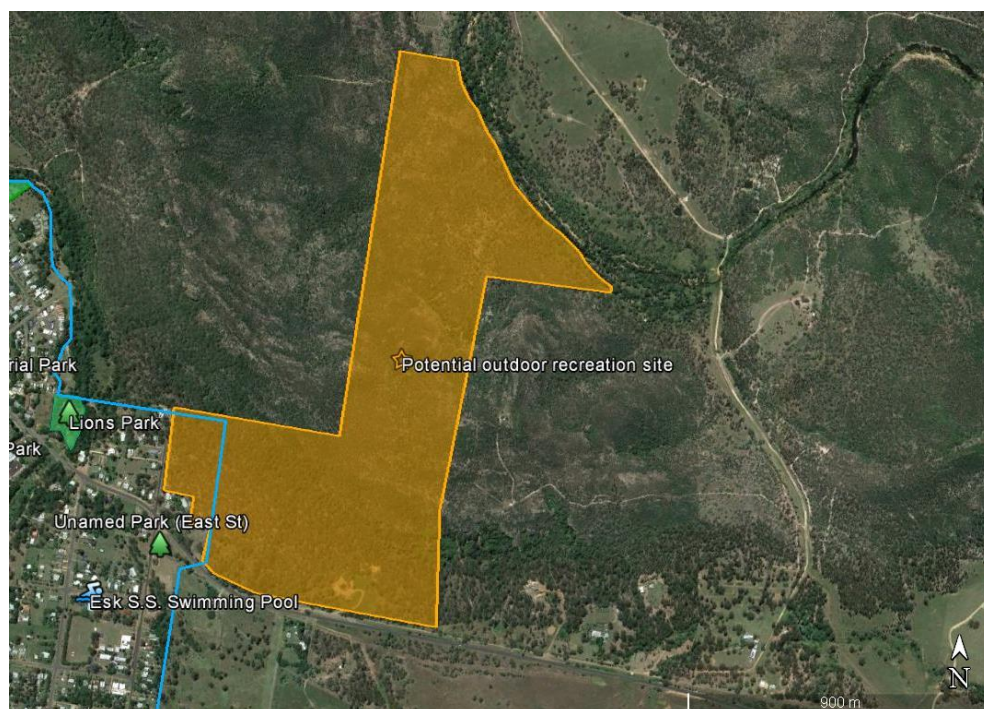 Potential outdoor recreation site
rial Park
Lions Park
Park
Unamed Park (East St)
Esk S.S. Swimming Pool
N
900 m